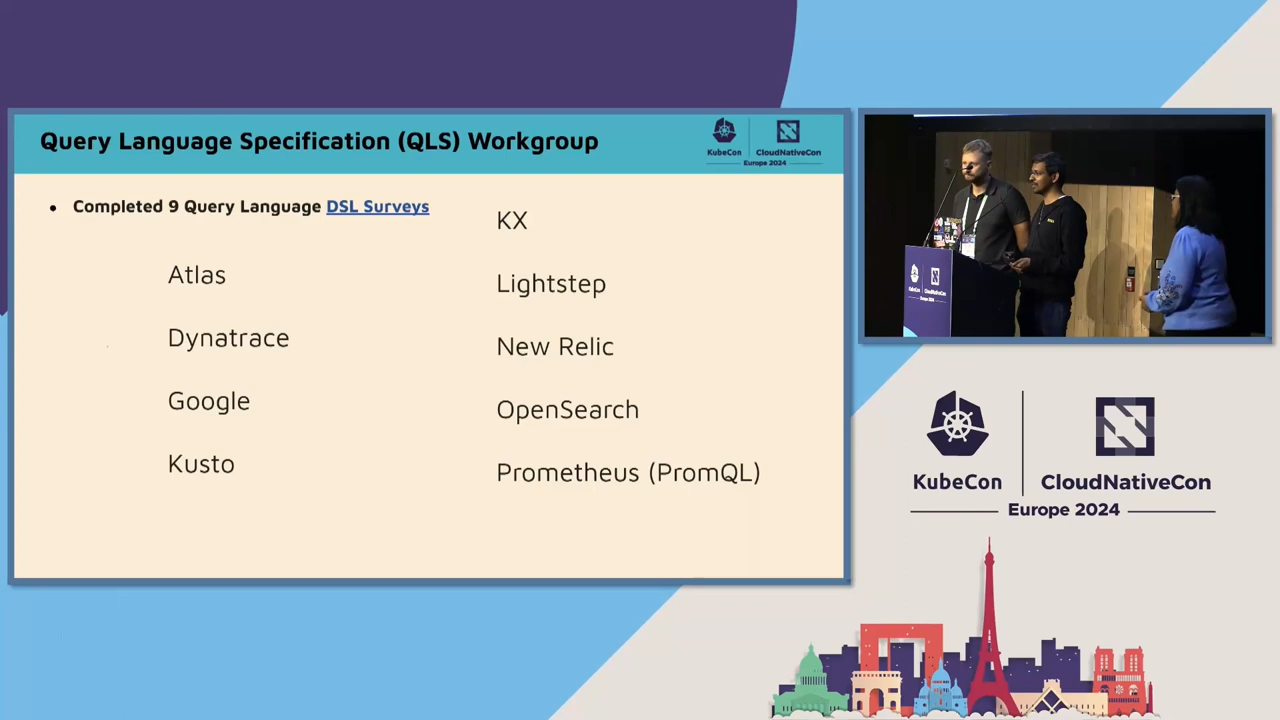 Query Language Specification (QLS) Workgroup
KubeCon
CloudNativeCon
Europe 2024
Completed 9 Query Language DSL Surveys
Atlas
Dynatrace
Google
Kusto
KX
Lightstep
New Relic
OpenSearch
Prometheus (PromQL)
KubeCon
CloudNativeCon
Europe 2024